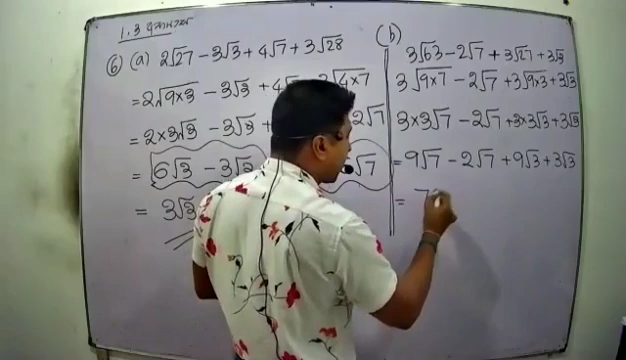 1.3 අභ්‍යාසය
6 (a) 2√27 − 3√3 + 4√7 + 3√28
= 2√9×3 − 3√3 + 4√ 3√4×7
= 2×3√3 − 3√3 + 2√7
= 6√3 − 3√3 √7
= 3√3
(b)
3√63 − 2√7 + 3√27 + 3√3
3√9×7 − 2√7 + 3√9×3 + 3√3
3×3√7 − 2√7 + 3×3√3 + 3√3
= 9√7 − 2√7 + 9√3 + 3√3
= 7